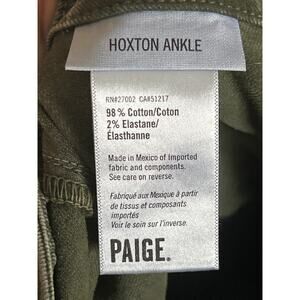 HOXTON ANKLE
RN#27002 CA#51217
98% Cotton/Coton
2% Elastane/
Élasthanne
Made in Mexico of Imported
fabric and components.
See care on reverse.
Fabriqué aux Mexique à partir
de tissus et composants
importés
Voir le soin sur l'inverse.
PAIGE.